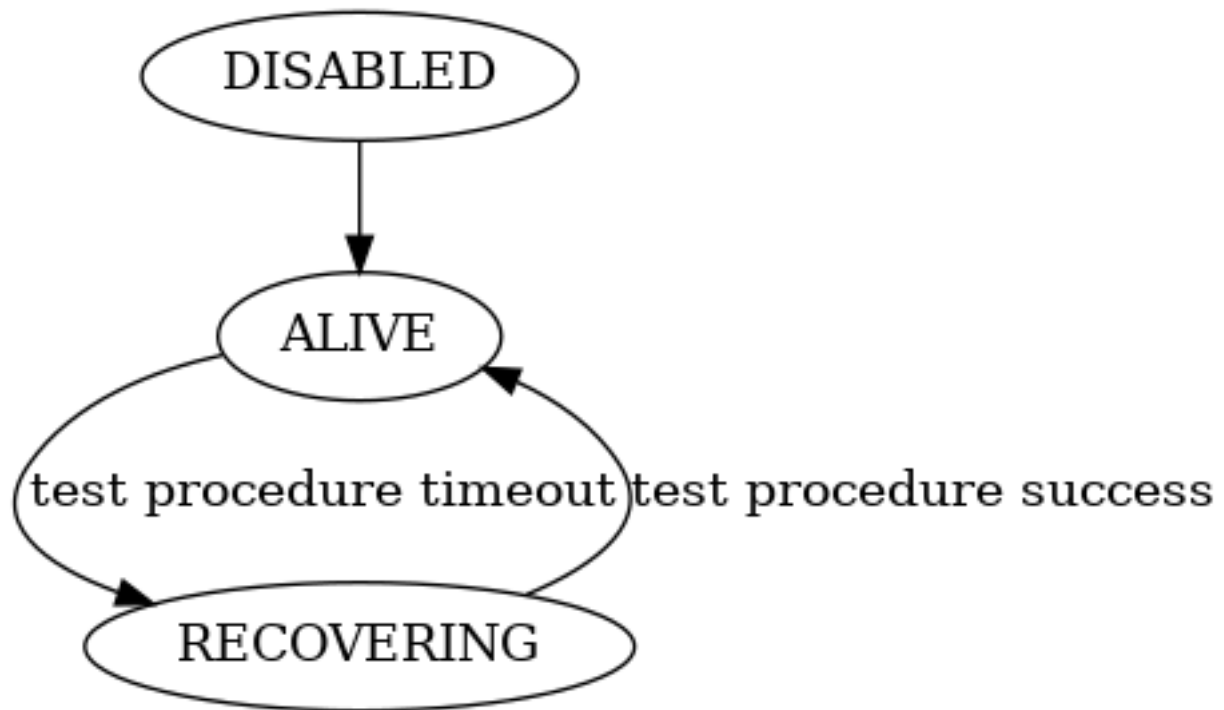 DISABLED
ALIVE
test procedure timeout
test procedure success
RECOVERING